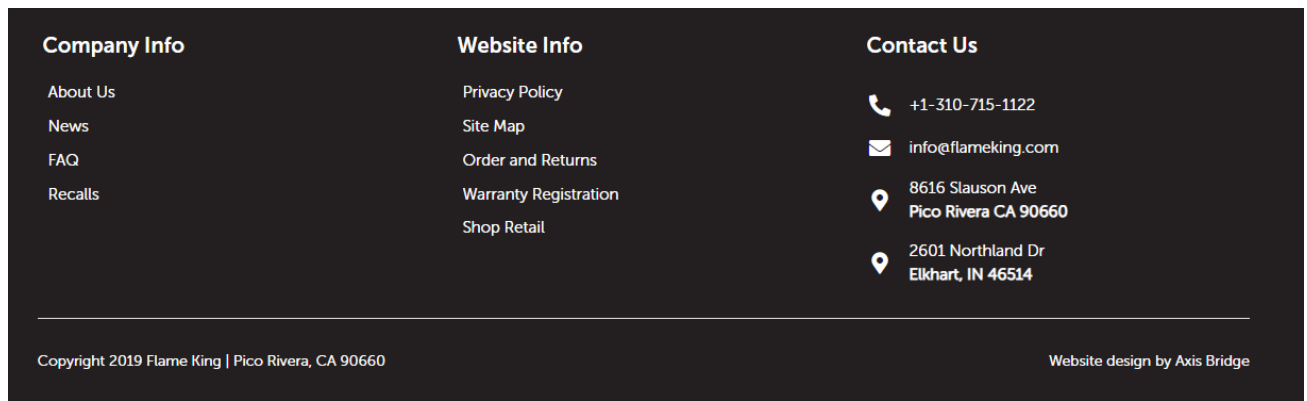 Company Info
About Us
News
FAQ
Recalls
Website Info
Privacy Policy
Site Map
Order and Returns
Warranty Registration
Shop Retail
Contact Us
+1-310-715-1122
info@flameking.com
8616 Slauson Ave
Pico Rivera CA 90660
2601 Northland Dr
Elkhart, IN 46514
Copyright 2019 Flame King | Pico Rivera, CA 90660
Website design by Axis Bridge